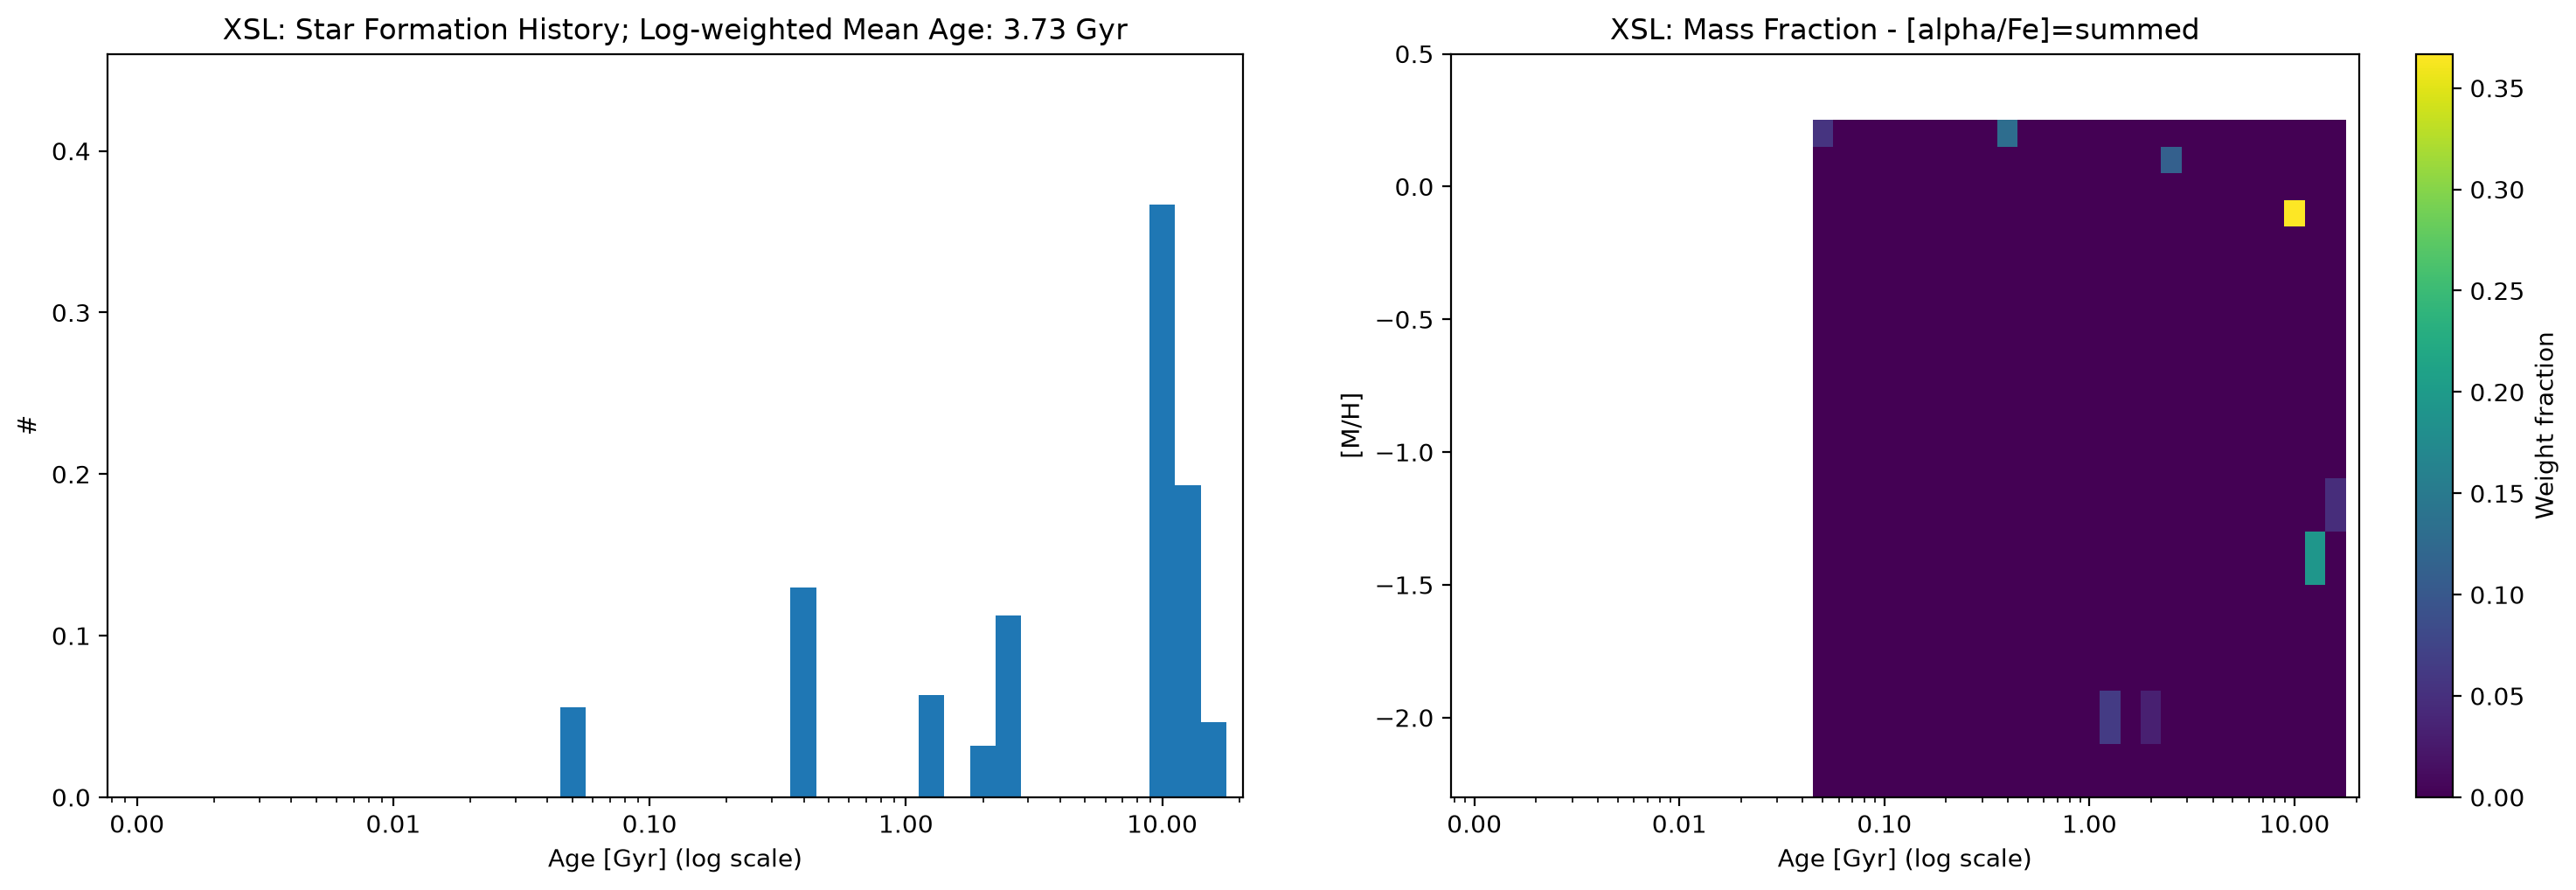 XSL: Star Formation History; Log-weighted Mean Age: 3.73 Gyr
0.4
0.3
0.2
0.1
0.0
#
0.00 0.01 0.10 1.00 10.00
Age [Gyr] (log scale)
XSL: Mass Fraction - [alpha/Fe]=summed
0.5
0.0
−0.5
−1.0
−1.5
−2.0
[M/H]
0.00 0.01 0.10 1.00 10.00
Age [Gyr] (log scale)
0.35
0.30
0.25
0.20
0.15
0.10
0.05
0.00
Weight fraction